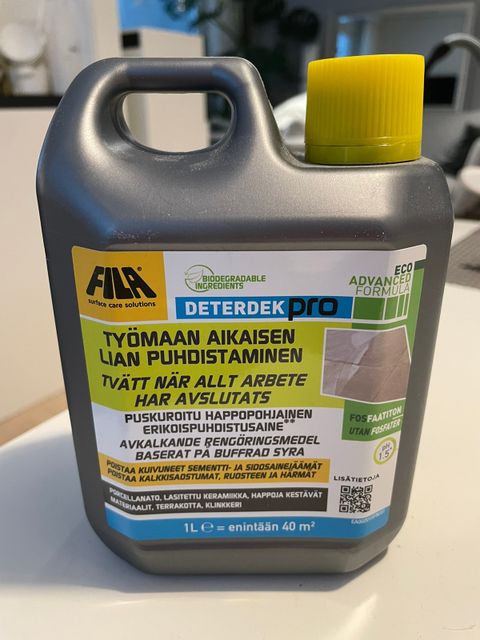 FILA
surface care solutions
BIODEGRADABLE
INGREDIENTS
ECO
ADVANCED
FORMULA
DETERDEK pro
TYÖMAAN AIKAISEN
LIAN PUHDISTAMINEN
TVÄTT NÄR ALLT ARBETE
HAR AVSLUTATS
PUSKUROITU HAPPOPOHJAINEN
ERIKOISPUHDISTUSAINE**
AVKALKANDE RENGÖRINGSMEDEL
BASERAT PÅ BUFFRAD SYRA
FOSFAATITON
UTAN FOSFATER
pH
1.5
POISTAA KUIVUNEET SEMENTTI- JA SIDOSAINEJÄÄMÄT
POISTAA KALKKISAOSTUMAT, RUOSTEEN JA HÄRMÄT
LISÄTIETOJA
PORCELLANATO, LASITETTU KERAMIIKKA, HAPPOJA KESTÄVÄT
MATERIAALIT, TERRAKOTTA, KLINKKERI
1L e = enintään 40 m²